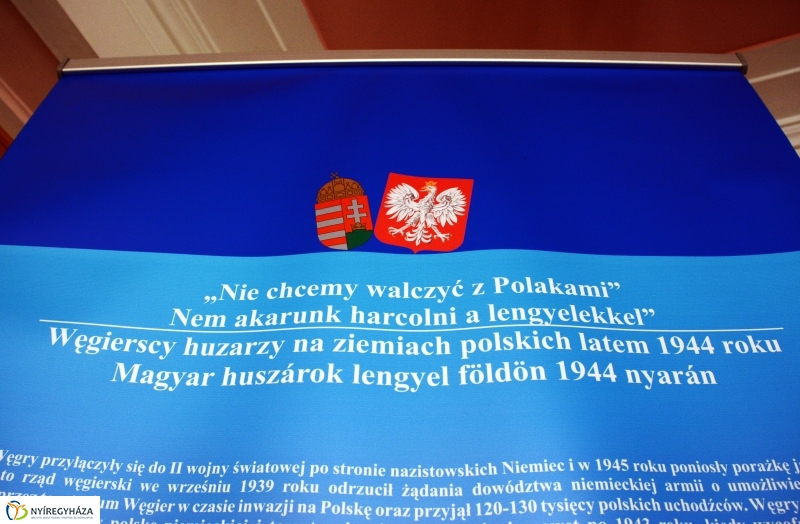 „Nie chcemy walczyć z Polakami”
Nem akarunk harcolni a lengyelekkel”
Węgierscy huzarzy na ziemiach polskich latem 1944 roku
Magyar huszárok lengyel földön 1944 nyarán
Węgry przyłączyły się do II wojny światowej po stronie nazistowskich Niemiec i w 1945 roku poniosły porażkę
to rząd węgierski we wrześniu 1939 roku odrzucił żądania dowództwa niemieckiej armii o umożliwie
um Węgier w czasie inwazji na Polskę oraz przyjął 120-130 tysięcy polskich uchodźców. Węgry
NYÍREGYHÁZA